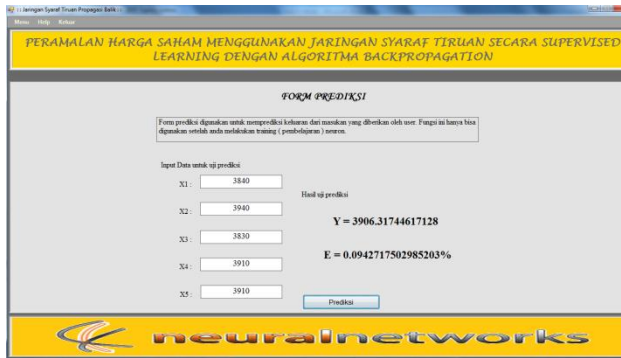 :: Jaringan Syaraf Tiruan Propagasi Balik ::
Menu Help Keluar
PERAMALAN HARGA SAHAM MENGGUNAKAN JARINGAN SYARAF TIRUAN SECARA SUPERVISED
LEARNING DENGAN ALGORITMA BACKPROPAGATION
FORM PREDIKSI
Form prediksi digunakan untuk memprediksi keluaran dari masukan yang diberikan oleh user. Fungsi ini hanya bisa
digunakan setelah anda melakukan training ( pembelajaran ) neuron.
Input Data untuk uji prediksi
X1 : 3840
Hasil uji prediksi
X2 : 3940
Y = 3906.31744617128
X3 : 3830
E = 0.0942717502985203%
X4 : 3910
X5 : 3910
Prediksi
neuralnetworks